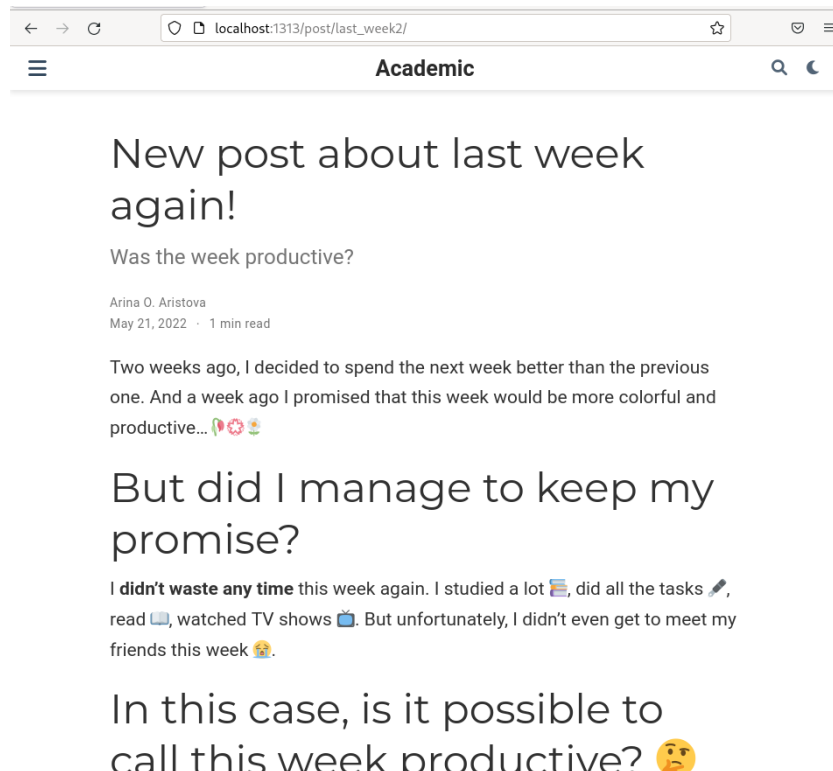 localhost:1313/post/last_week2/
Academic
New post about last week
again!
Was the week productive?
Arina O. Aristova
May 21, 2022 · 1 min read
Two weeks ago, I decided to spend the next week better than the previous
one. And a week ago I promised that this week would be more colorful and
productive...🥀💮🌼
But did I manage to keep my
promise?
I didn't waste any time this week again. I studied a lot 📚, did all the tasks 🖋, 
read 📖, watched TV shows 📺. But unfortunately, I didn't even get to meet my
friends this week 😭.
In this case, is it possible to
call this week productive? 🤔